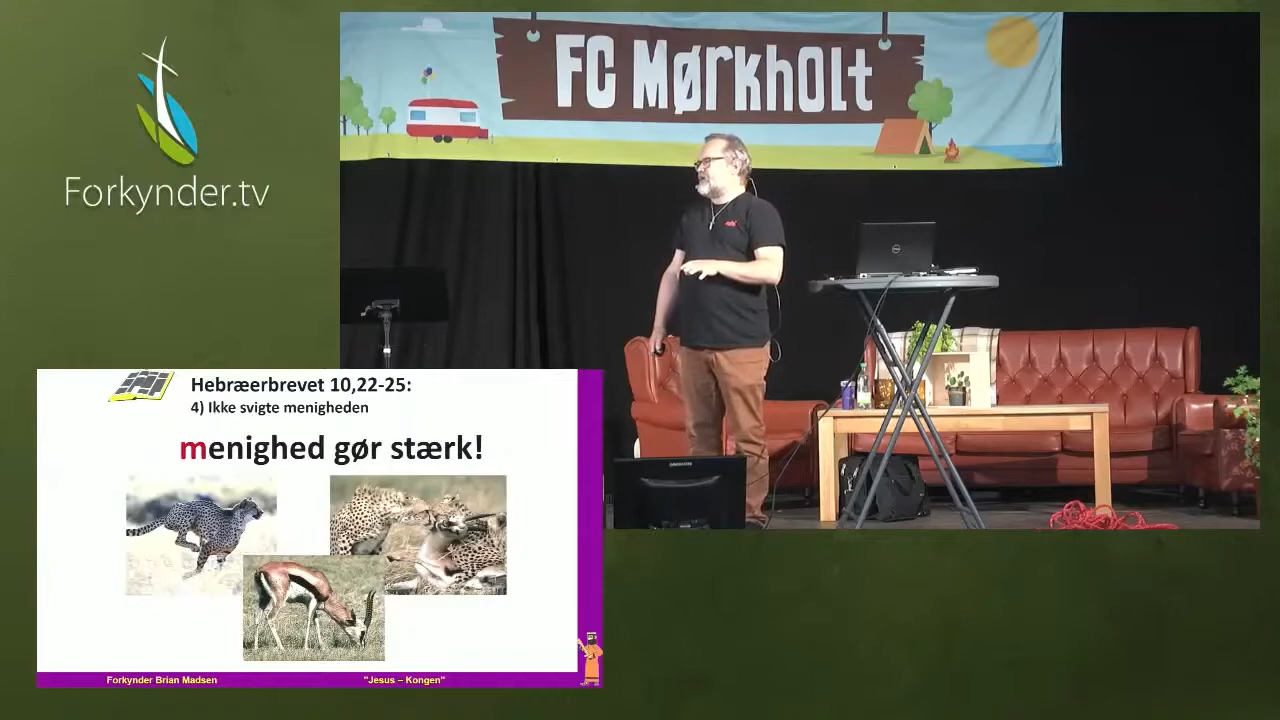 FC Mørkholt
Forkynder.tv
Hebræerbrevet 10,22-25:
4) Ikke svigte menigheden
menighed gør stærk!
Forkynder Brian Madsen
"Jesus – Kongen"
DELL